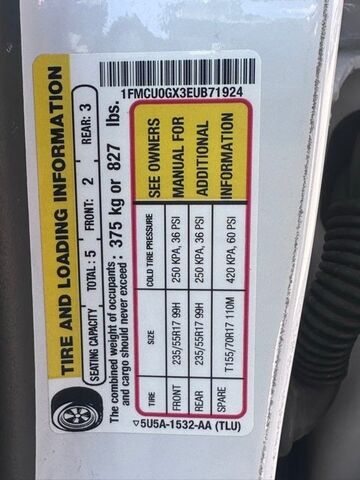 1FMCU0GX3EUB71924
TIRE AND LOADING INFORMATION
SEATING CAPACITY TOTAL: 5 FRONT: 2 REAR: 3
The combined weight of occupants and cargo should never exceed : 375 kg or 827 lbs.
TIRE SIZE COLD TIRE PRESSURE
FRONT 235/55R17 99H 250 KPA, 36 PSI
REAR 235/55R17 99H 250 KPA, 36 PSI
SPARE T155/70R17 110M 420 KPA, 60 PSI
SEE OWNERS
MANUAL FOR
ADDITIONAL
INFORMATION
▽5U5A-1532-AA (TLU)